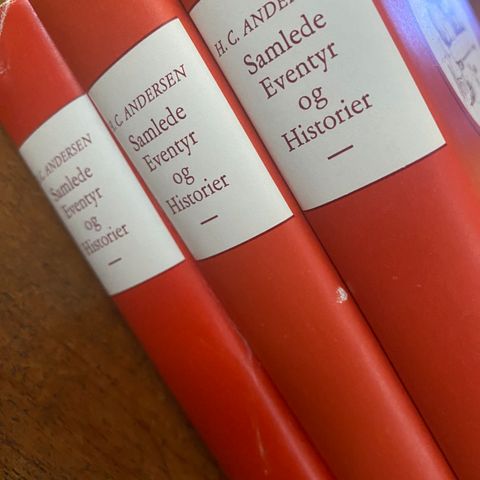 C. ANDERSEN
Samlede
Eventyr
og
Historier
H. C. ANDERSEN
Samlede
Eventyr
og
Historier
H. C. ANDERSEN
Samlede
Eventyr
og
Historier